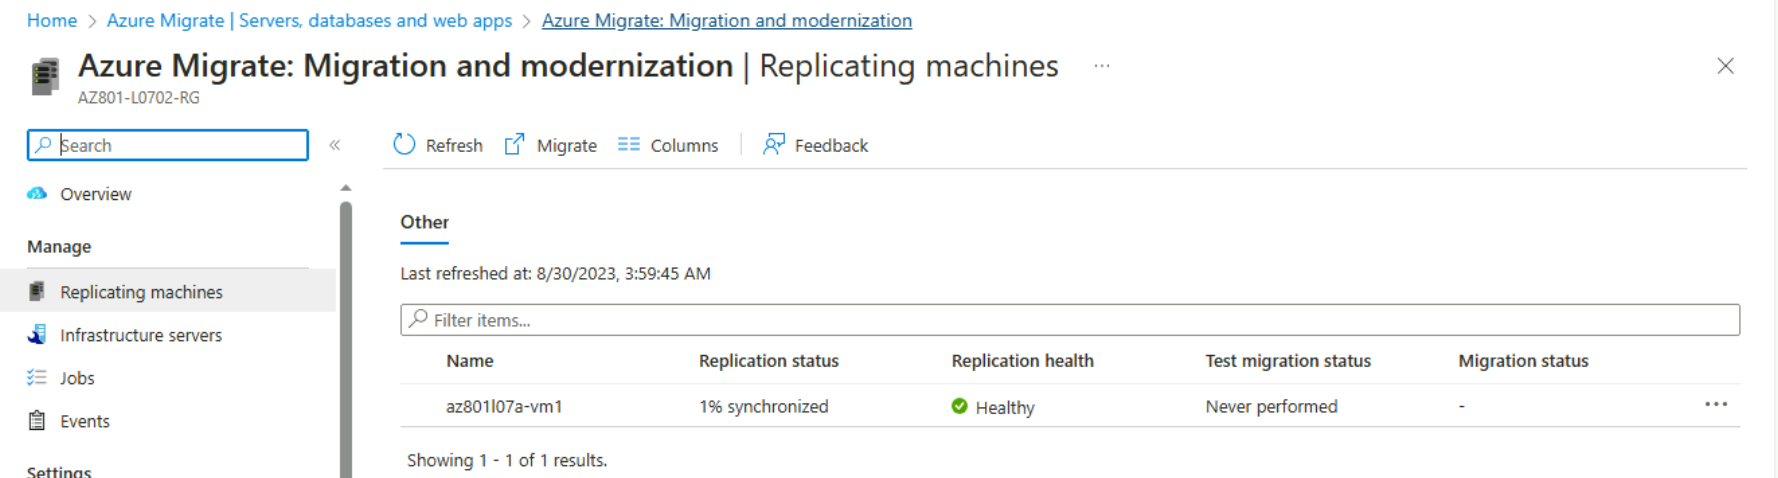 Home > Azure Migrate | Servers, databases and web apps > Azure Migrate: Migration and modernization
Azure Migrate: Migration and modernization | Replicating machines ...
AZ801-L0702-RG
Search «
Overview
Manage
Replicating machines
Infrastructure servers
Jobs
Events
Settings
Refresh Migrate Columns Feedback
Other
Last refreshed at: 8/30/2023, 3:59:45 AM
Filter items...
Name Replication status Replication health Test migration status Migration status
az801l07a-vm1 1% synchronized Healthy Never performed - ...
Showing 1 - 1 of 1 results.